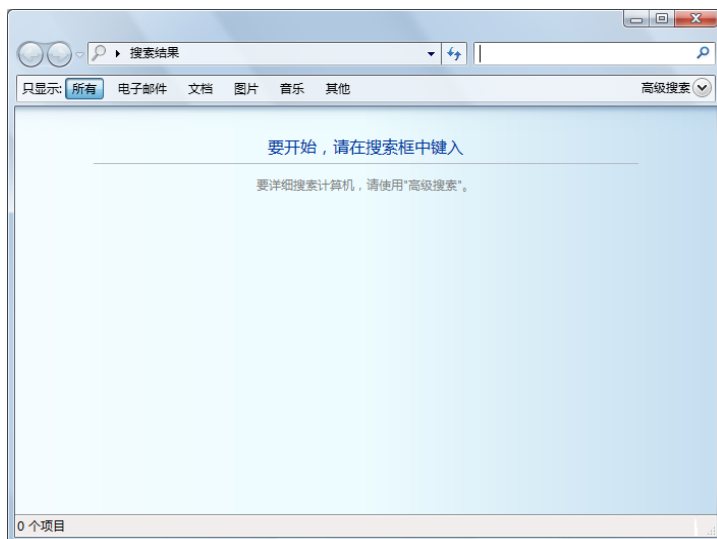 搜索结果
只显示: 所有 电子邮件 文档 图片 音乐 其他 高级搜索
要开始，请在搜索框中键入
要详细搜索计算机，请使用"高级搜索"。
0 个项目